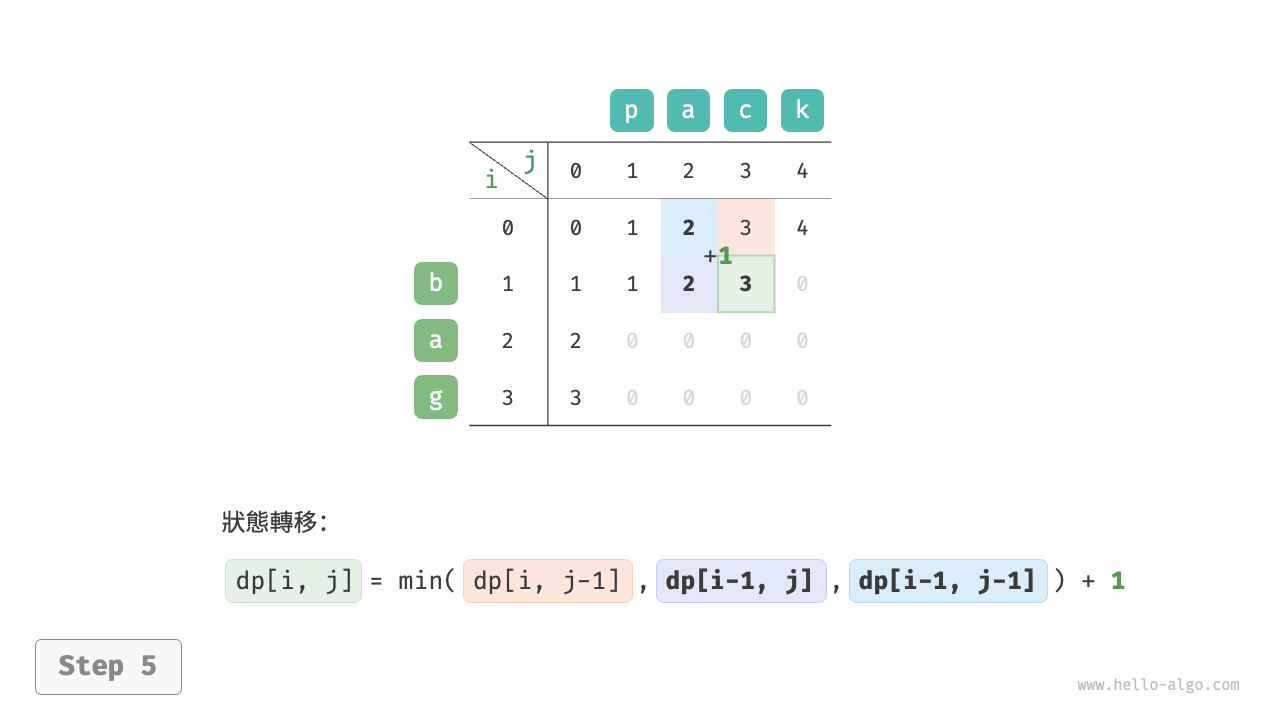 p a c k
j
i
0 1 2 3 4
0 0 1 2 3 4
+1
b 1 1 1 2 3 0
a 2 2 0 0 0 0
g 3 3 0 0 0 0
狀態轉移：
dp[i, j] = min( dp[i, j-1] , dp[i-1, j] , dp[i-1, j-1] ) + 1
Step 5
www.hello-algo.com